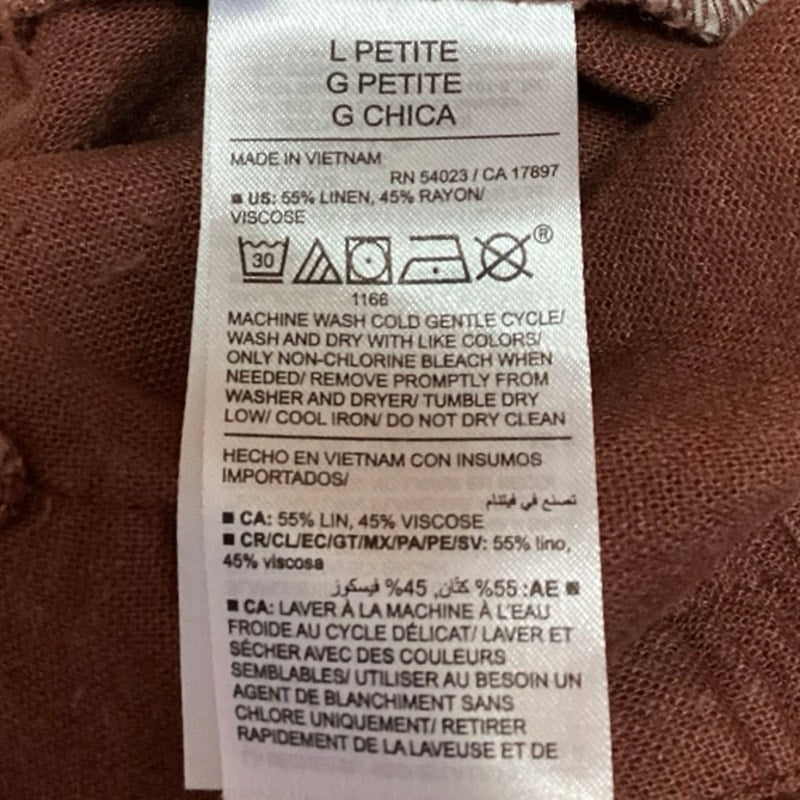 L PETITE
G PETITE
G CHICA
MADE IN VIETNAM
RN 54023 / CA 17897
■ US: 55% LINEN, 45% RAYON/
VISCOSE
30
®
1166
MACHINE WASH COLD GENTLE CYCLE/
WASH AND DRY WITH LIKE COLORS/
ONLY NON-CHLORINE BLEACH WHEN
NEEDED/ REMOVE PROMPTLY FROM
WASHER AND DRYER/ TUMBLE DRY
LOW/ COOL IRON/ DO NOT DRY CLEAN
HECHO EN VIETNAM CON INSUMOS
IMPORTADOS/
تصنع في فيتنام
■ CA: 55% LIN, 45% VISCOSE
■ CR/CL/EC/GT/MX/PA/PE/SV: 55% lino,
45% viscosa
■ AE: 55% كتّان, 45% فيسكوز
■ CA: LAVER À LA MACHINE À L'EAU
FROIDE AU CYCLE DÉLICAT/ LAVER ET
SÉCHER AVEC DES COULEURS
SEMBLABLES/ UTILISER AU BESOIN UN
AGENT DE BLANCHIMENT SANS
CHLORE UNIQUEMENT/ RETIRER
RAPIDEMENT DE LA LAVEUSE ET DE